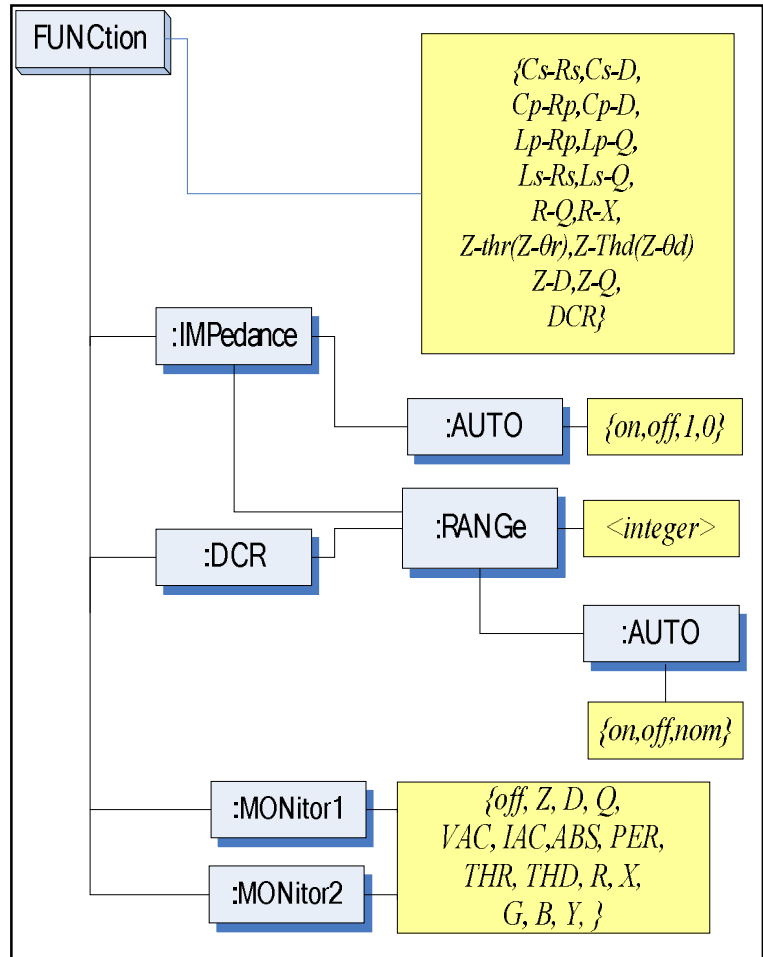 FUNCtion
{Cs-Rs,Cs-D,
Cp-Rp,Cp-D,
Lp-Rp,Lp-Q,
Ls-Rs,Ls-Q,
R-Q,R-X,
Z-thr(Z-θr),Z-Thd(Z-θd)
Z-D,Z-Q,
DCR}
:IMPedance
:AUTO
{on,off,1,0}
:RANGe
<integer>
:DCR
:AUTO
{on,off,nom}
:MONitor1
{off, Z, D, Q,
VAC, IAC,ABS, PER,
THR, THD, R, X,
G, B, Y, }
:MONitor2